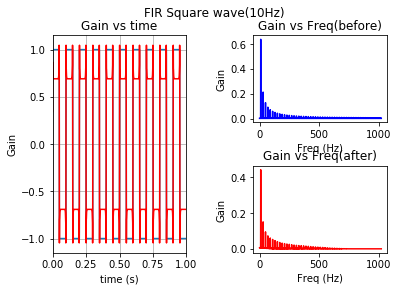 FIR Square wave(10Hz)
Gain vs time
Gain
1.0
0.5
0.0
−0.5
−1.0
0.00 0.25 0.50 0.75 1.00
time (s)
Gain vs Freq(before)
Gain
0.6
0.4
0.2
0.0
0 500 1000
Freq (Hz)
Gain vs Freq(after)
Gain
0.4
0.2
0.0
0 500 1000
Freq (Hz)